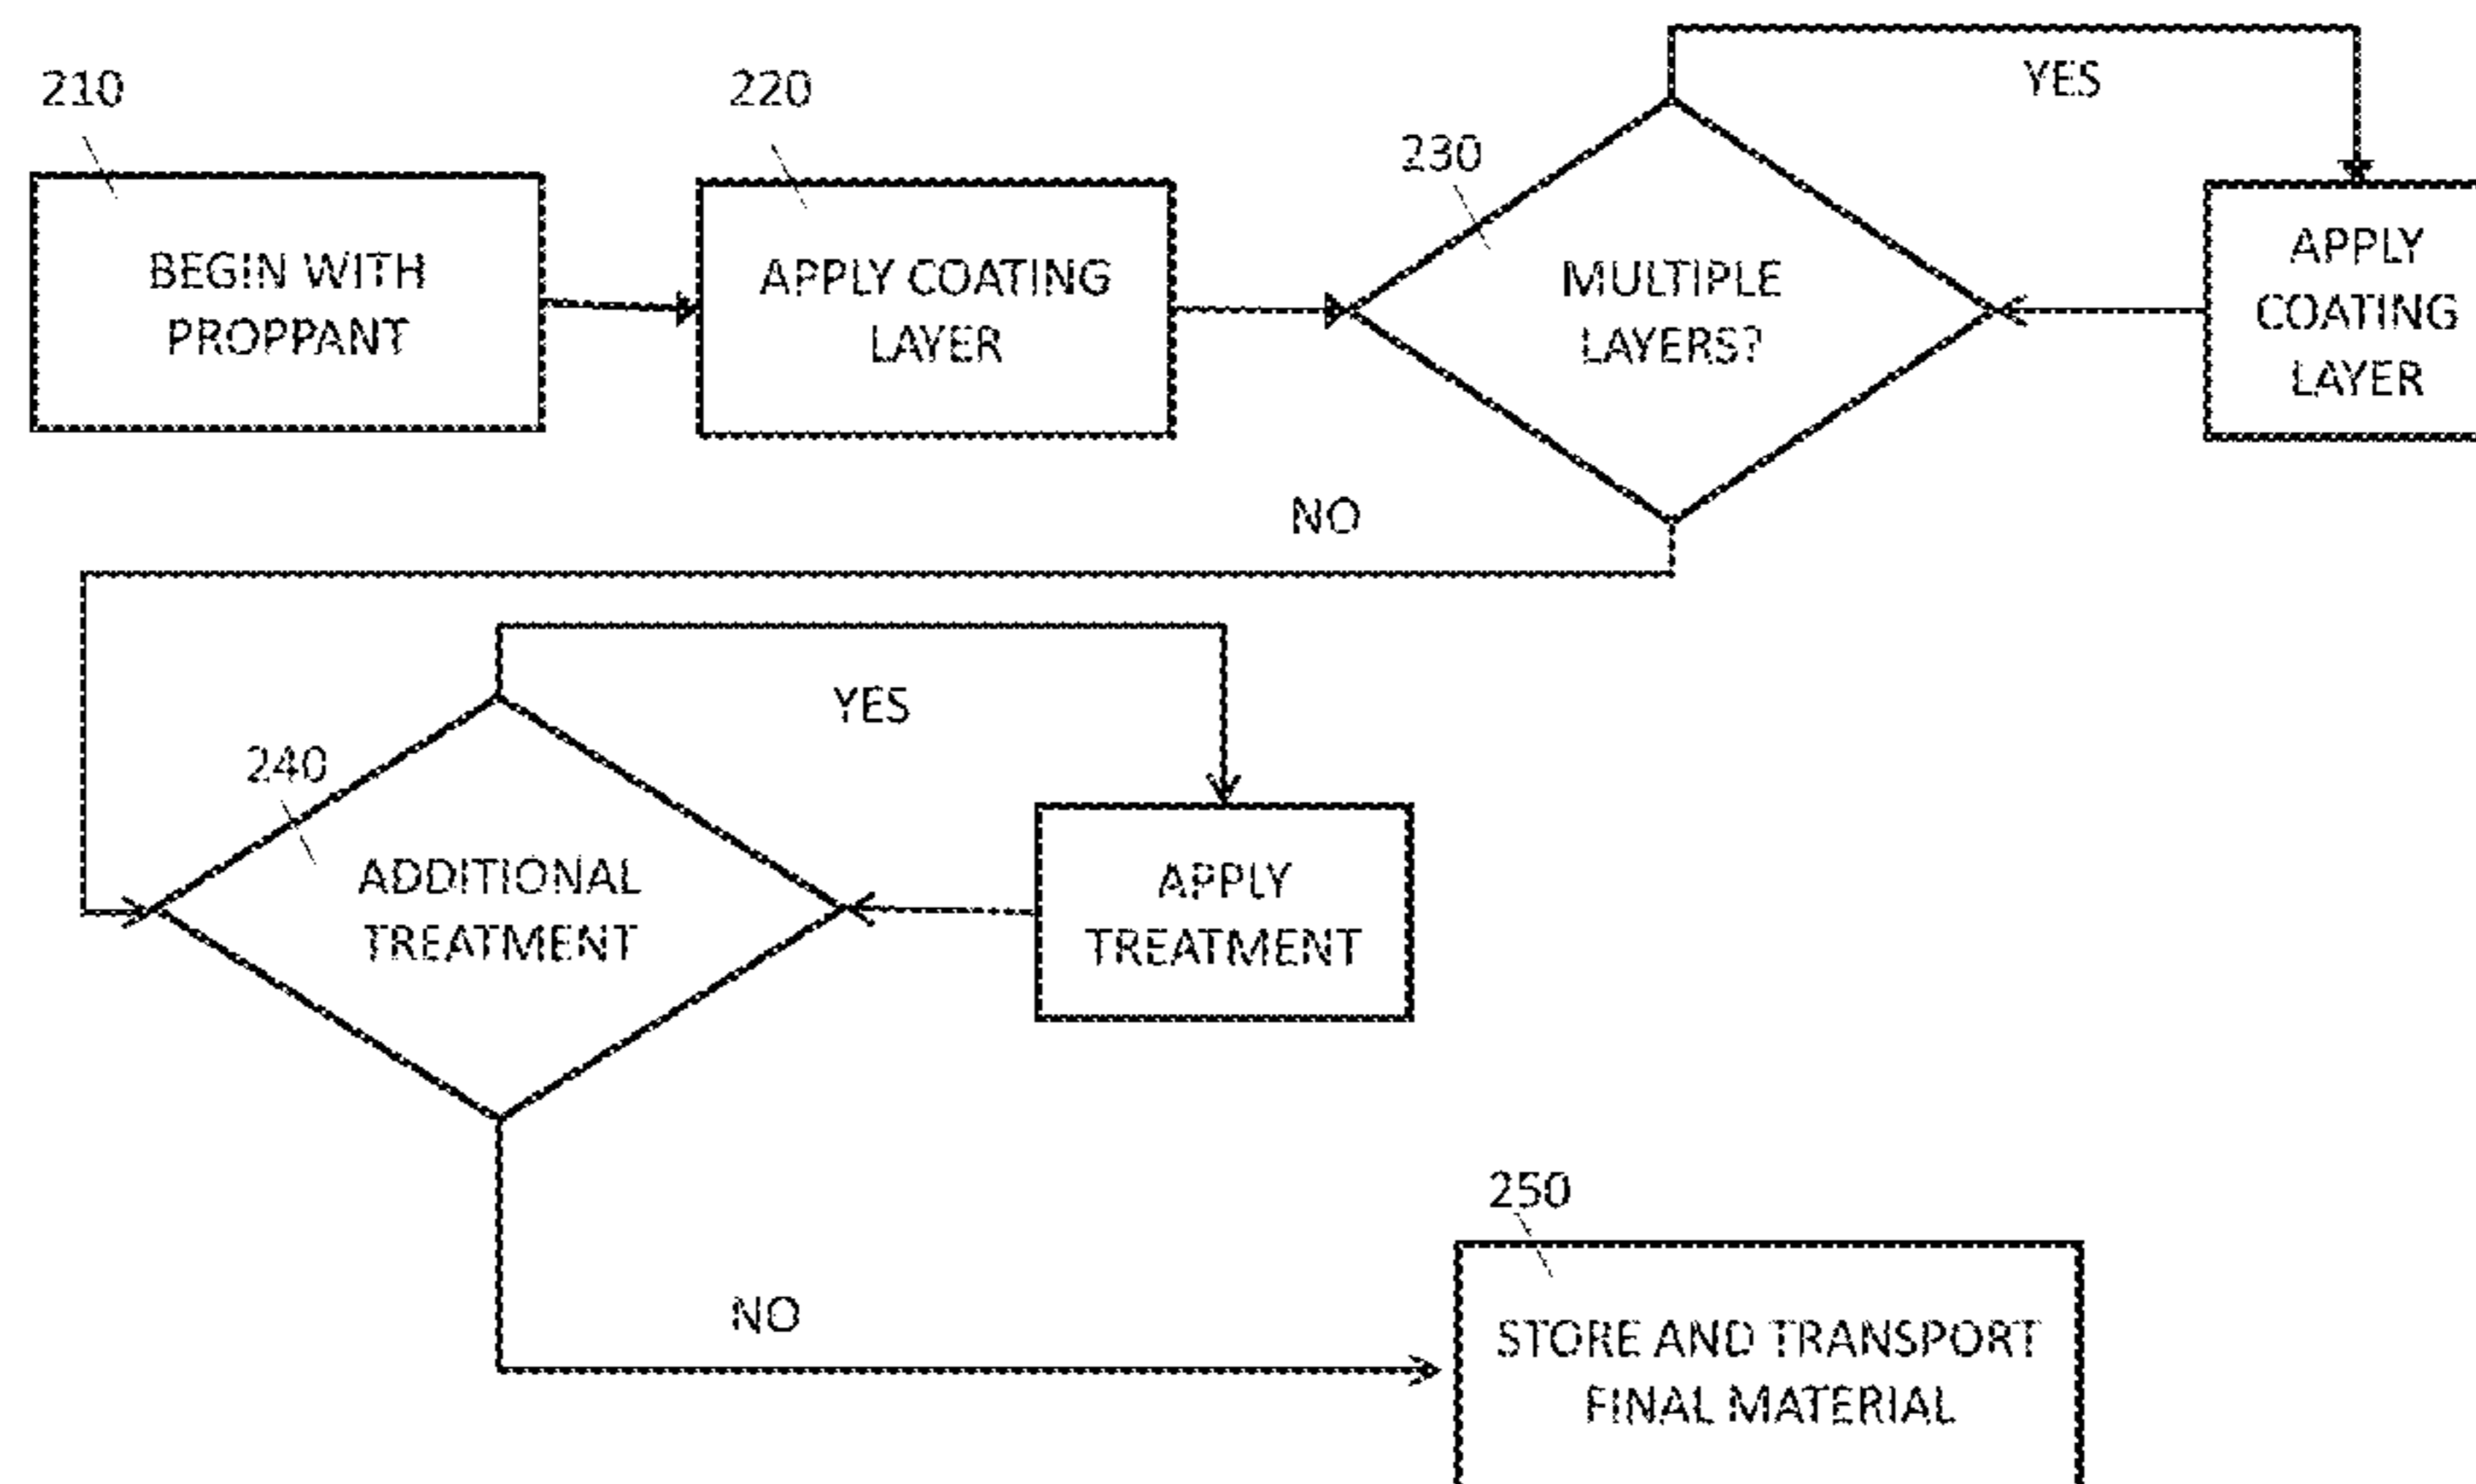 210
BEGIN WITH
PROPPANT
220
APPLY COATING
LAYER
230
MULTIPLE
LAYERS?
YES
APPLY
COATING
LAYER
NO
240
ADDITIONAL
TREATMENT
YES
APPLY
TREATMENT
NO
250
STORE AND TRANSPORT
FINAL MATERIAL